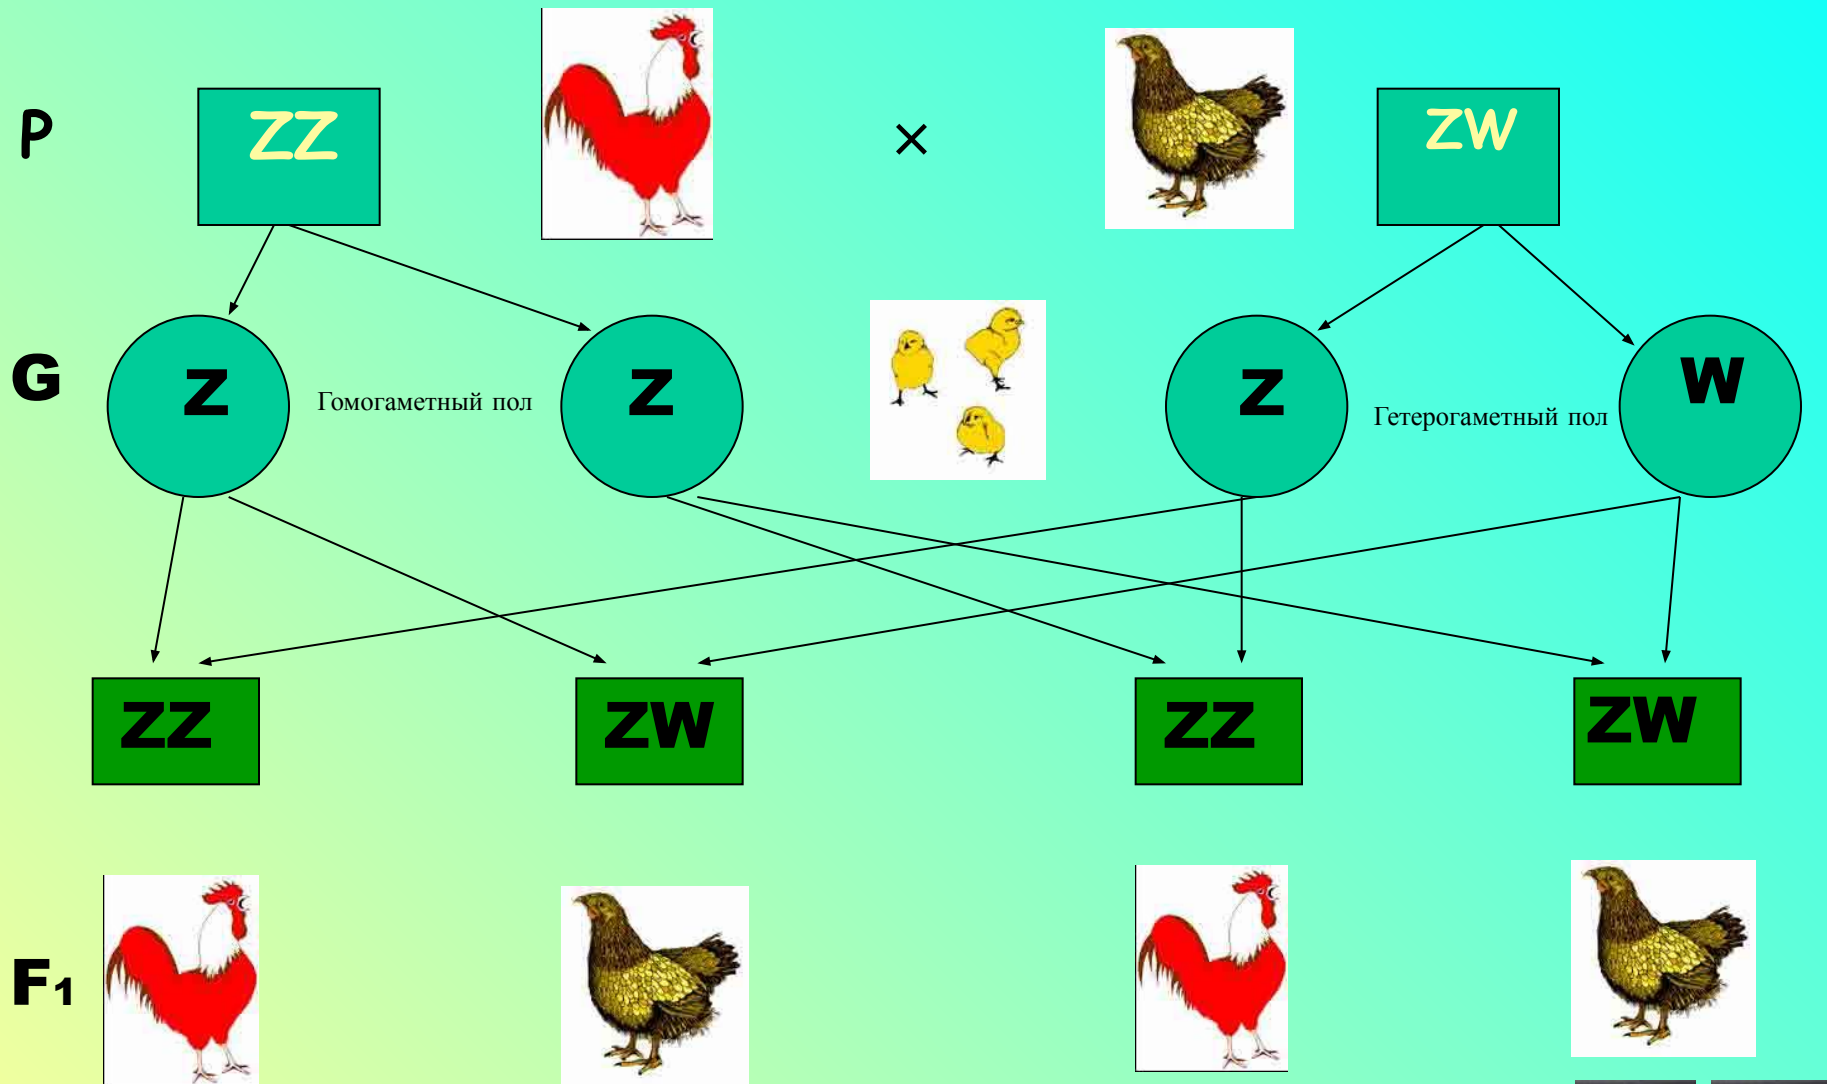 P ZZ × ZW
G Z Гомогаметный пол Z Z Гетерогаметный пол W
ZZ ZW ZZ ZW
F1